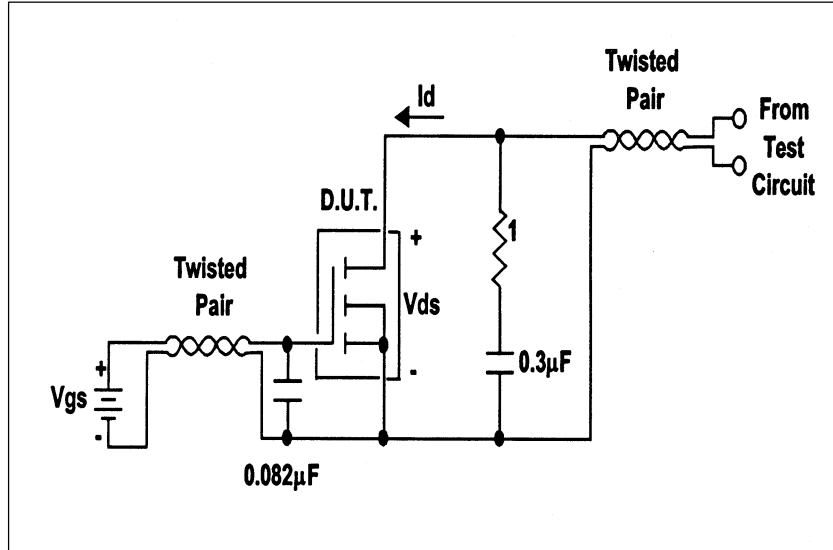 Twisted
Pair
From
Test
Circuit
Id
D.U.T.
+
1
Twisted
Pair
Vds
0.3µF
+
Vgs
-
-
0.082µF